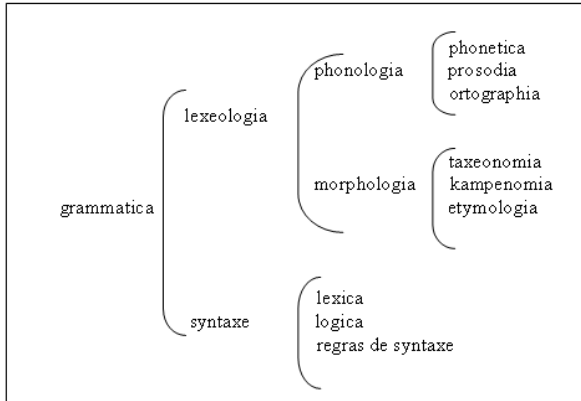 phonetica
phonologia
prosodia
ortographia
lexeologia
taxeonomia
morphologia
kampenomia
etymologia
grammatica
lexica
syntaxe
logica
regras de syntaxe